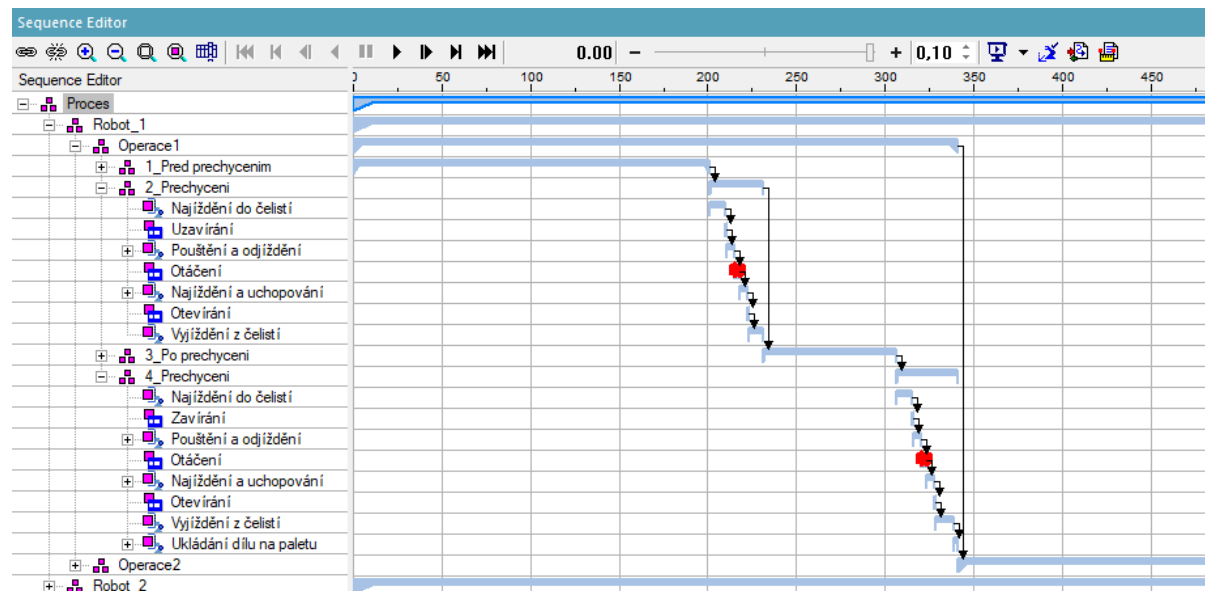 Sequence Editor
0.00 − + 0,10
Sequence Editor
0 50 100 150 200 250 300 350 400 450
Proces
Robot_1
Operace1
1_Pred prechycenim
2_Prechyceni
Najíždění do čelistí
Uzavírání
Pouštění a odjíždění
Otáčení
Najíždění a uchopování
Otevírání
Vyjíždění z čelistí
3_Po prechyceni
4_Prechyceni
Najíždění do čelistí
Zavírání
Pouštění a odjíždění
Otáčení
Najíždění a uchopování
Otevírání
Vyjíždění z čelistí
Ukládání dílu na paletu
Operace2
Robot_2